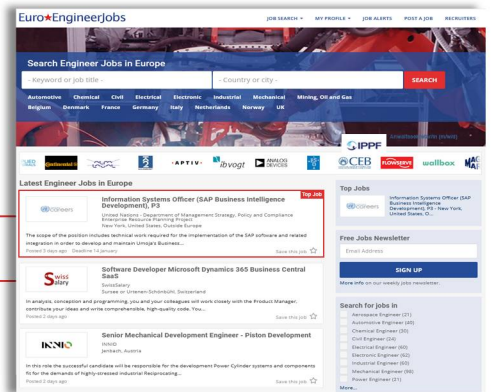 Euro★EngineerJobs
JOB SEARCH MY PROFILE JOB ALERTS POST A JOB RECRUITERS
Search Engineer Jobs in Europe
- Keyword or job title -
- Country or city -
SEARCH
Automotive Chemical Civil Electrical Electronic Industrial Mechanical Mining, Oil and Gas
Belgium Denmark France Germany Italy Netherlands Norway UK
IPPF
Continental
· APTIV ·
ibvogt
ANALOG DEVICES
CEB
FLOWSERVE
wallbox
Latest Engineer Jobs in Europe
Top Job
careers
Information Systems Officer (SAP Business Intelligence Development), P3
United Nations - Department of Management Strategy, Policy and Compliance
Enterprise Resource Planning Project
New York, United States, Outside Europe
The scope of the position includes technical work required for the implementation of the SAP software and related
integration in order to develop and maintain Umoja's Business...
Posted 3 days ago Deadline 14 January
Save this job
Swiss Salary
Software Developer Microsoft Dynamics 365 Business Central
SaaS
SwissSalary
Sursee or Urtenen-Schönbühl, Switzerland
In analysis, conception and programming, you and your colleagues will work closely with the Product Manager,
contribute your ideas and write comprehensible, high-quality code. You...
Posted 2 days ago
Save this job
INNIO
Senior Mechanical Development Engineer - Piston Development
INNIO
Jenbach, Austria
In this role the successful candidate will be responsible for the development Power Cylinder systems and components
fit for the demands of highly-stressed industrial Reciprocating...
Posted 2 days ago
Save this job
Top Jobs
careers
Information Systems Officer (SAP
Business Intelligence
Development), P3 - New York,
United States, O...
Free Jobs Newsletter
Email Address
SIGN UP
More info on our weekly jobs newsletter.
Search for jobs in
Aerospace Engineer (21)
Automotive Engineer (40)
Chemical Engineer (30)
Civil Engineer (24)
Electrical Engineer (60)
Electronic Engineer (62)
Industrial Engineer (60)
Mechanical Engineer (98)
Power Engineer (21)
More...